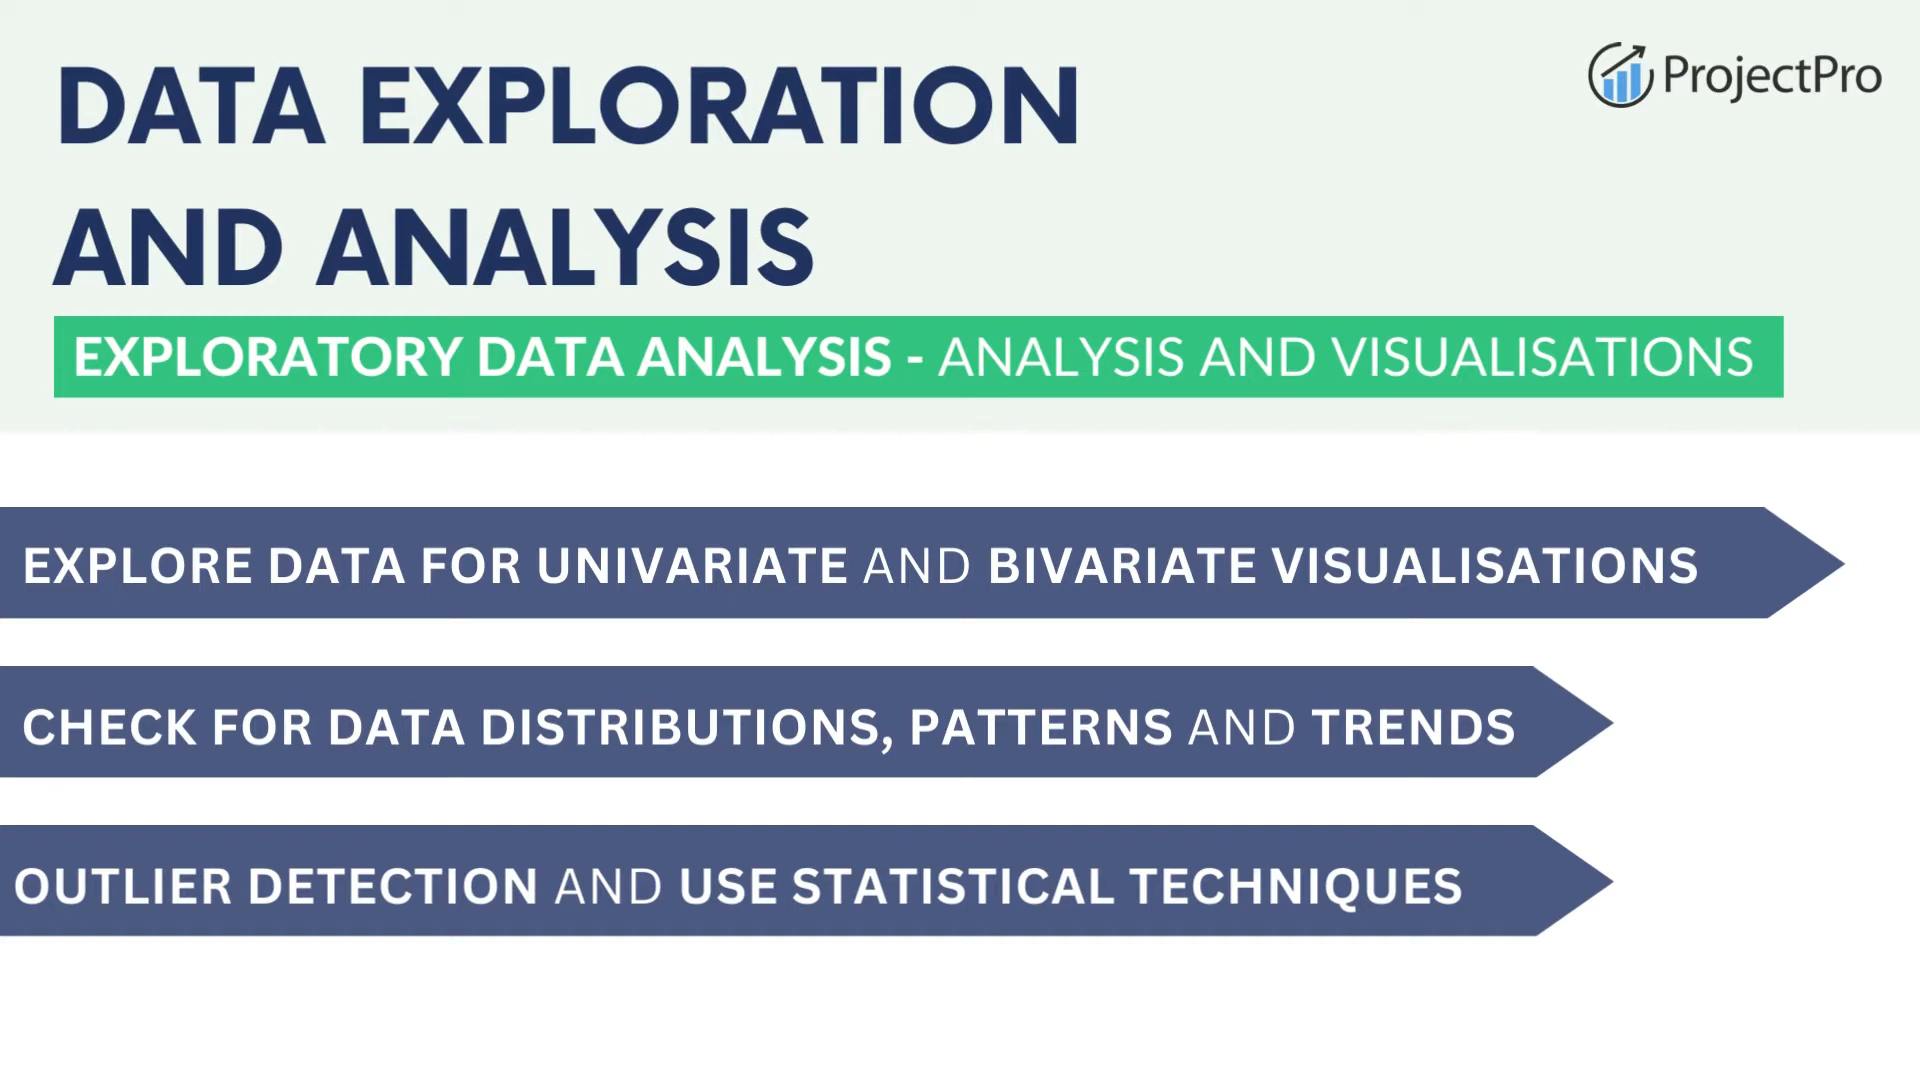 DATA EXPLORATION
AND ANALYSIS
ProjectPro
EXPLORATORY DATA ANALYSIS - ANALYSIS AND VISUALISATIONS
EXPLORE DATA FOR UNIVARIATE AND BIVARIATE VISUALISATIONS
CHECK FOR DATA DISTRIBUTIONS, PATTERNS AND TRENDS
OUTLIER DETECTION AND USE STATISTICAL TECHNIQUES